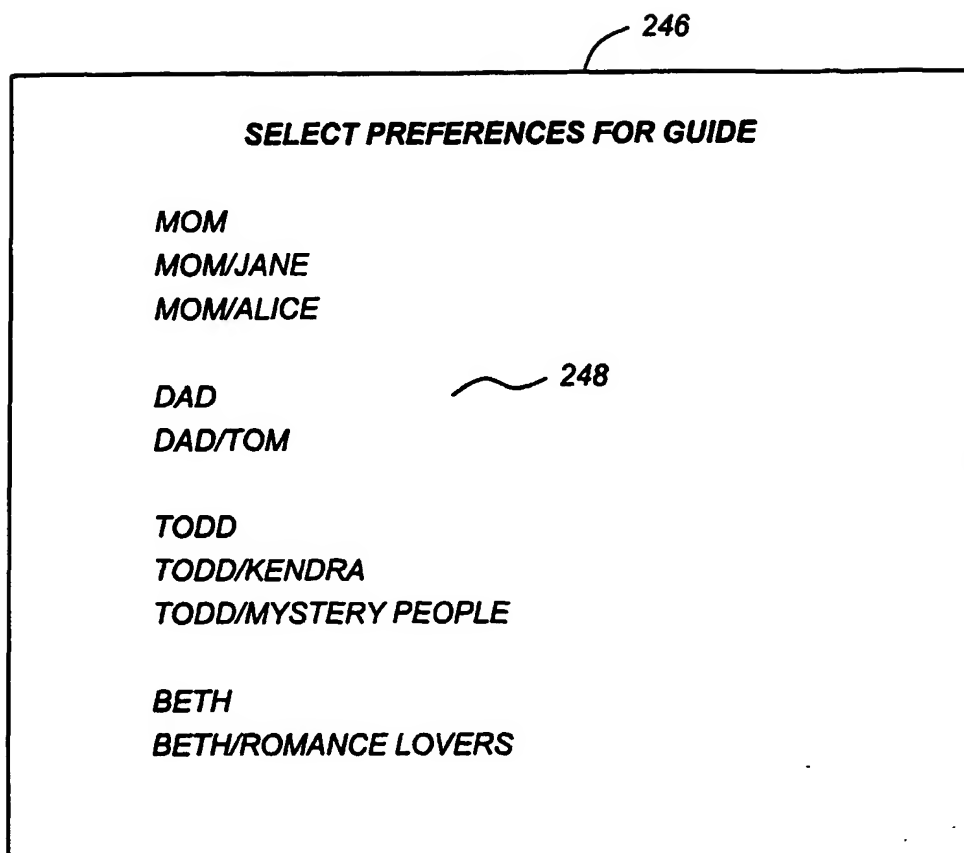 246
SELECT PREFERENCES FOR GUIDE
MOM
MOM/JANE
MOM/ALICE
DAD
248
DAD/TOM
TODD
TODD/KENDRA
TODD/MYSTERY PEOPLE
BETH
BETH/ROMANCE LOVERS